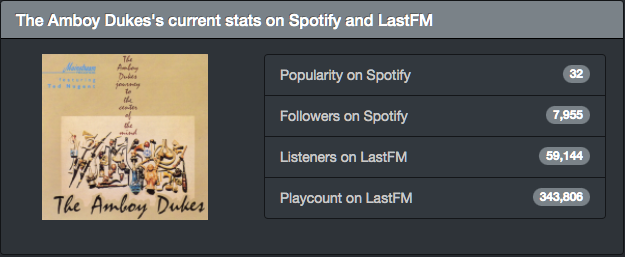 The Amboy Dukes's current stats on Spotify and LastFM
Mainstream
featuring
Ted Nugent
The
Amboy
Dukes
journey
to
the
center
of
the
mind
The Amboy Dukes
Popularity on Spotify 32
Followers on Spotify 7,955
Listeners on LastFM 59,144
Playcount on LastFM 343,806